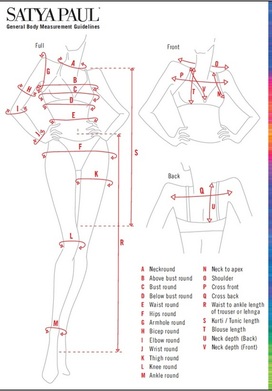 SATYA PAUL
General Body Measurement Guidelines
Full
Front
A
B
C
D
E
F
G
H
I
J
K
L
M
S
R
O
P
T
V
N
Back
Q
U
A Neckround
B Above bust round
C Bust round
D Below bust round
E Waist round
F Hips round
G Armhole round
H Bicep round
I Elbow round
J Wrist round
K Thigh round
L Knee round
M Ankle round
N Neck to apex
O Shoulder
P Cross front
Q Cross back
R Waist to ankle length
of trouser or lehnga
S Kurti / Tunic length
T Blouse length
U Neck depth (Back)
V Neck depth (Front)